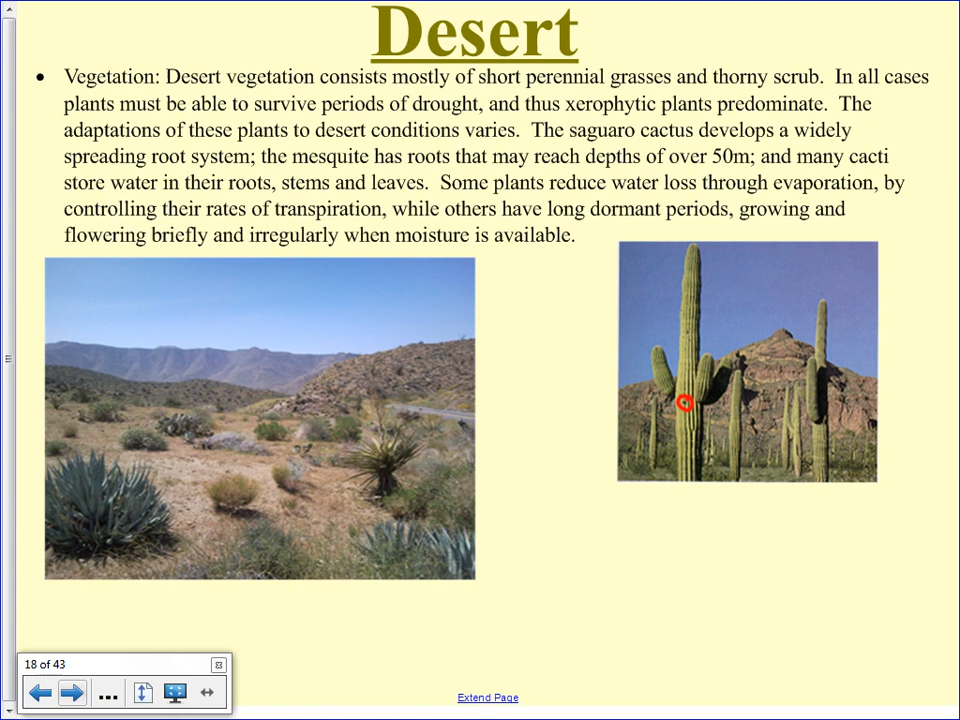 Desert
• Vegetation: Desert vegetation consists mostly of short perennial grasses and thorny scrub.  In all cases
plants must be able to survive periods of drought, and thus xerophytic plants predominate.  The
adaptations of these plants to desert conditions varies.  The saguaro cactus develops a widely
spreading root system; the mesquite has roots that may reach depths of over 50m; and many cacti
store water in their roots, stems and leaves.  Some plants reduce water loss through evaporation, by
controlling their rates of transpiration, while others have long dormant periods, growing and
flowering briefly and irregularly when moisture is available.
18 of 43
Extend Page